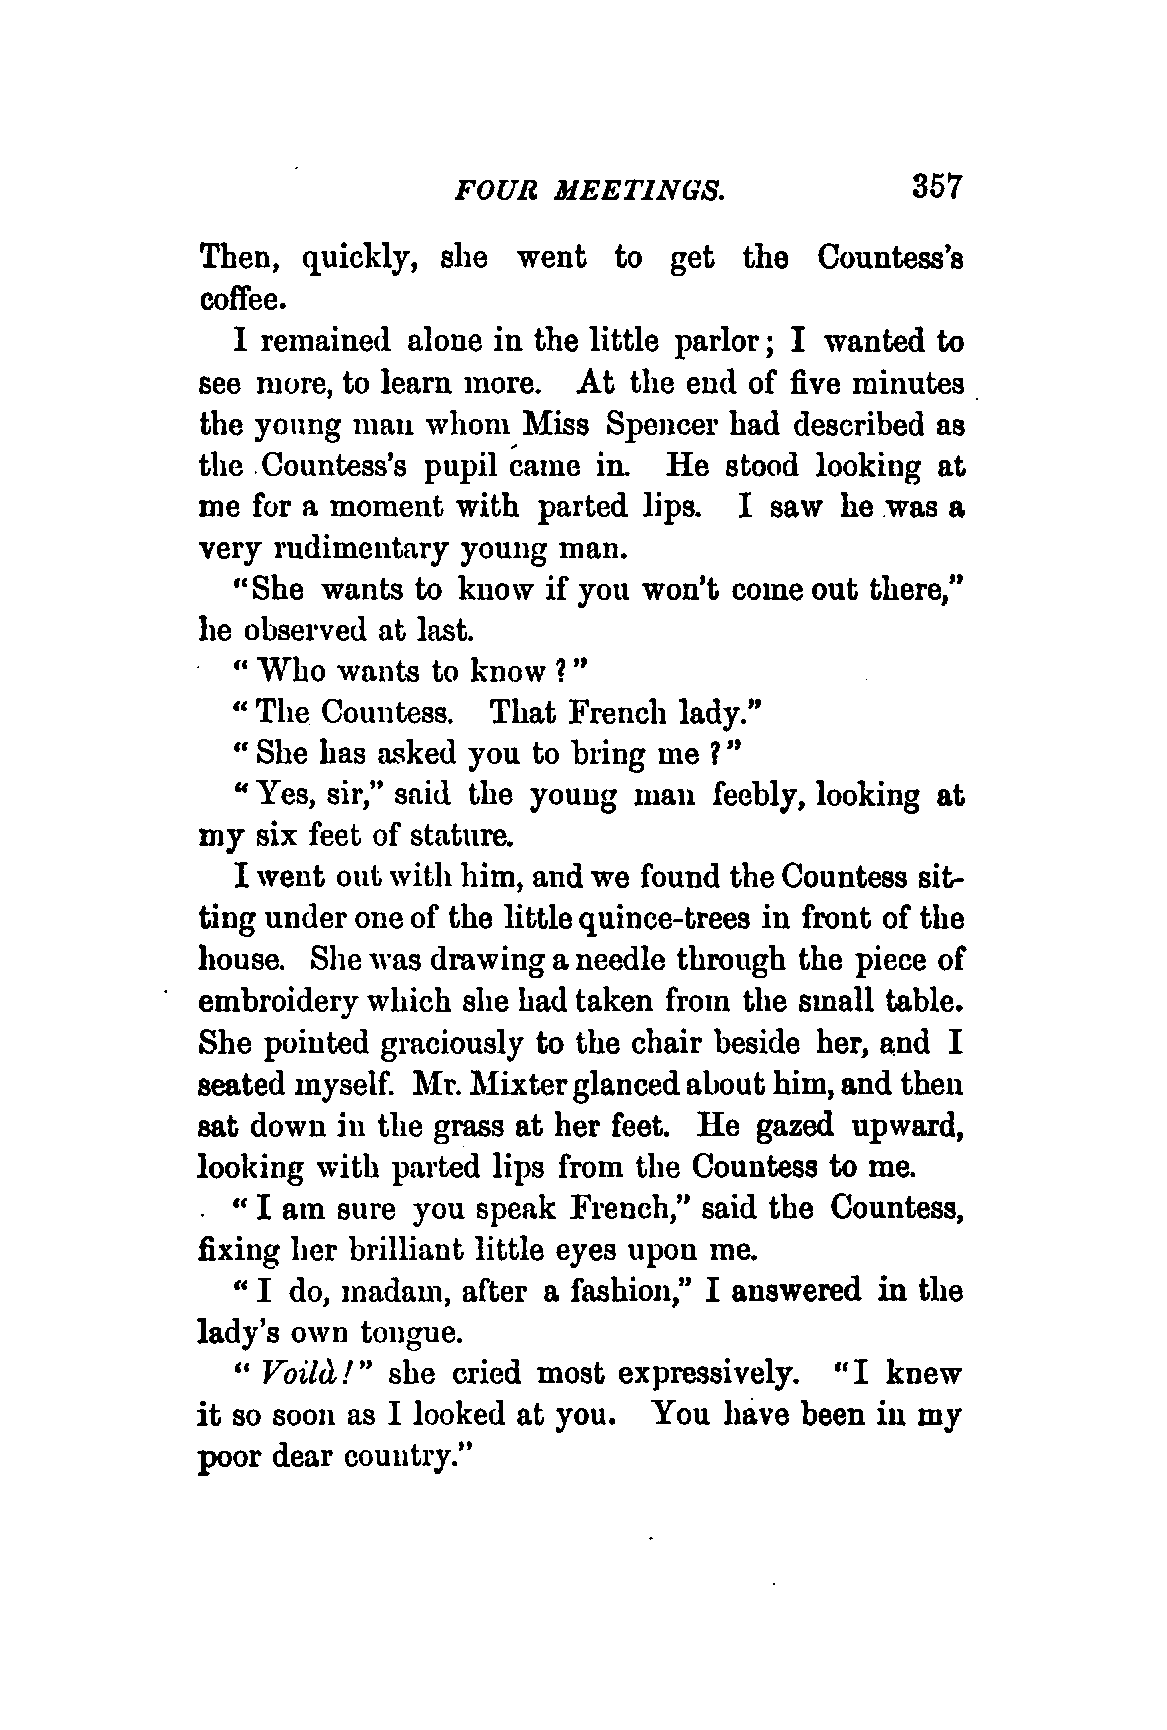 FOUR MEETINGS. 357
Then, quickly, she went to get the Countess's
coffee.
I remained alone in the little parlor; I wanted to
see more, to learn more. At the end of five minutes
the young man whom Miss Spencer had described as
the Countess's pupil came in. He stood looking at
me for a moment with parted lips. I saw he was a
very rudimentary young man.
"She wants to know if you won't come out there,"
he observed at last.
"Who wants to know?"
"The Countess. That French lady."
"She has asked you to bring me?"
"Yes, sir," said the young man feebly, looking at
my six feet of stature.
I went out with him, and we found the Countess sit-
ting under one of the little quince-trees in front of the
house. She was drawing a needle through the piece of
embroidery which she had taken from the small table.
She pointed graciously to the chair beside her, and I
seated myself. Mr. Mixter glanced about him, and then
sat down in the grass at her feet. He gazed upward,
looking with parted lips from the Countess to me.
"I am sure you speak French," said the Countess,
fixing her brilliant little eyes upon me.
"I do, madam, after a fashion," I answered in the
lady's own tongue.
"Voilà!" she cried most expressively. "I knew
it so soon as I looked at you. You have been in my
poor dear country."